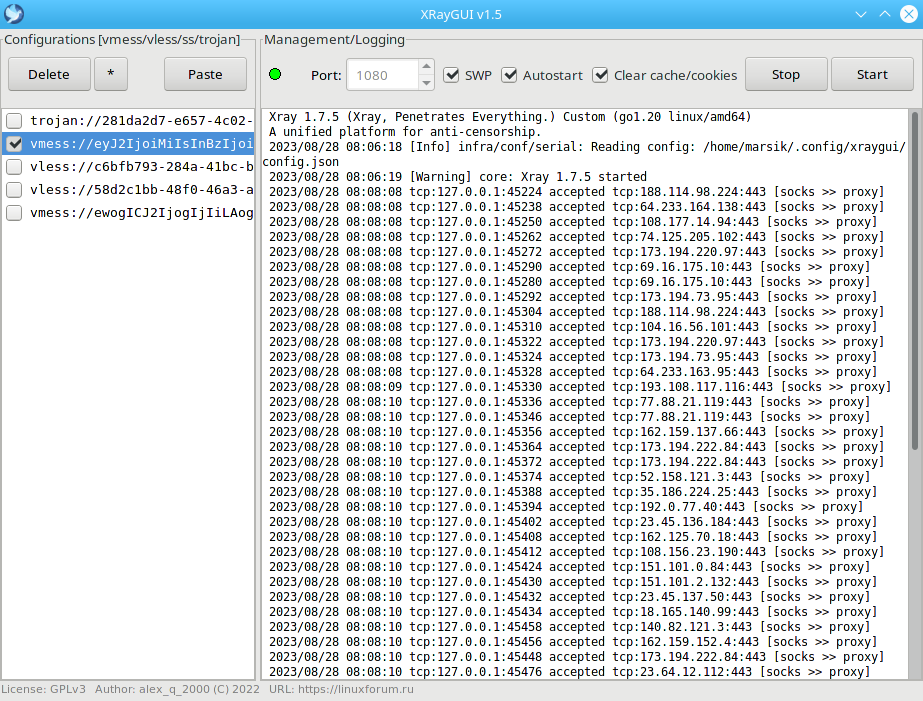 XRayGUI v1.5
Configurations [vmess/vless/ss/trojan]
Management/Logging
Delete
*
Paste
Port:
1080
SWP
Autostart
Clear cache/cookies
Stop
Start
trojan://281da2d7-e657-4c02-
vmess://eyJ2IjoiMiIsInBzIjoi
vless://c6bfb793-284a-41bc-b
vless://58d2c1bb-48f0-46a3-a
vmess://ewogICJ2IjogIjIiLAog
Xray 1.7.5 (Xray, Penetrates Everything.) Custom (go1.20 linux/amd64)
A unified platform for anti-censorship.
2023/08/28 08:06:18 [Info] infra/conf/serial: Reading config: /home/marsik/.config/xraygui/
config.json
2023/08/28 08:06:19 [Warning] core: Xray 1.7.5 started
2023/08/28 08:08:08 tcp:127.0.0.1:45224 accepted tcp:188.114.98.224:443 [socks >> proxy]
2023/08/28 08:08:08 tcp:127.0.0.1:45238 accepted tcp:64.233.164.138:443 [socks >> proxy]
2023/08/28 08:08:08 tcp:127.0.0.1:45250 accepted tcp:108.177.14.94:443 [socks >> proxy]
2023/08/28 08:08:08 tcp:127.0.0.1:45262 accepted tcp:74.125.205.102:443 [socks >> proxy]
2023/08/28 08:08:08 tcp:127.0.0.1:45272 accepted tcp:173.194.220.97:443 [socks >> proxy]
2023/08/28 08:08:08 tcp:127.0.0.1:45290 accepted tcp:69.16.175.10:443 [socks >> proxy]
2023/08/28 08:08:08 tcp:127.0.0.1:45280 accepted tcp:69.16.175.10:443 [socks >> proxy]
2023/08/28 08:08:08 tcp:127.0.0.1:45292 accepted tcp:173.194.73.95:443 [socks >> proxy]
2023/08/28 08:08:08 tcp:127.0.0.1:45304 accepted tcp:188.114.98.224:443 [socks >> proxy]
2023/08/28 08:08:08 tcp:127.0.0.1:45310 accepted tcp:104.16.56.101:443 [socks >> proxy]
2023/08/28 08:08:08 tcp:127.0.0.1:45322 accepted tcp:173.194.220.97:443 [socks >> proxy]
2023/08/28 08:08:08 tcp:127.0.0.1:45324 accepted tcp:173.194.73.95:443 [socks >> proxy]
2023/08/28 08:08:08 tcp:127.0.0.1:45328 accepted tcp:64.233.163.95:443 [socks >> proxy]
2023/08/28 08:08:09 tcp:127.0.0.1:45330 accepted tcp:193.108.117.116:443 [socks >> proxy]
2023/08/28 08:08:10 tcp:127.0.0.1:45336 accepted tcp:77.88.21.119:443 [socks >> proxy]
2023/08/28 08:08:10 tcp:127.0.0.1:45346 accepted tcp:77.88.21.119:443 [socks >> proxy]
2023/08/28 08:08:10 tcp:127.0.0.1:45356 accepted tcp:162.159.137.66:443 [socks >> proxy]
2023/08/28 08:08:10 tcp:127.0.0.1:45364 accepted tcp:173.194.222.84:443 [socks >> proxy]
2023/08/28 08:08:10 tcp:127.0.0.1:45372 accepted tcp:173.194.222.84:443 [socks >> proxy]
2023/08/28 08:08:10 tcp:127.0.0.1:45374 accepted tcp:52.158.121.3:443 [socks >> proxy]
2023/08/28 08:08:10 tcp:127.0.0.1:45388 accepted tcp:35.186.224.25:443 [socks >> proxy]
2023/08/28 08:08:10 tcp:127.0.0.1:45394 accepted tcp:192.0.77.40:443 [socks >> proxy]
2023/08/28 08:08:10 tcp:127.0.0.1:45402 accepted tcp:23.45.136.184:443 [socks >> proxy]
2023/08/28 08:08:10 tcp:127.0.0.1:45408 accepted tcp:162.125.70.18:443 [socks >> proxy]
2023/08/28 08:08:10 tcp:127.0.0.1:45412 accepted tcp:108.156.23.190:443 [socks >> proxy]
2023/08/28 08:08:10 tcp:127.0.0.1:45424 accepted tcp:151.101.0.84:443 [socks >> proxy]
2023/08/28 08:08:10 tcp:127.0.0.1:45430 accepted tcp:151.101.2.132:443 [socks >> proxy]
2023/08/28 08:08:10 tcp:127.0.0.1:45432 accepted tcp:23.45.137.50:443 [socks >> proxy]
2023/08/28 08:08:10 tcp:127.0.0.1:45434 accepted tcp:18.165.140.99:443 [socks >> proxy]
2023/08/28 08:08:10 tcp:127.0.0.1:45458 accepted tcp:140.82.121.3:443 [socks >> proxy]
2023/08/28 08:08:10 tcp:127.0.0.1:45456 accepted tcp:162.159.152.4:443 [socks >> proxy]
2023/08/28 08:08:10 tcp:127.0.0.1:45448 accepted tcp:173.194.222.84:443 [socks >> proxy]
2023/08/28 08:08:10 tcp:127.0.0.1:45476 accepted tcp:23.64.12.112:443 [socks >> proxy]
License: GPLv3 Author: alex_q_2000 (C) 2022 URL: https://linuxforum.ru